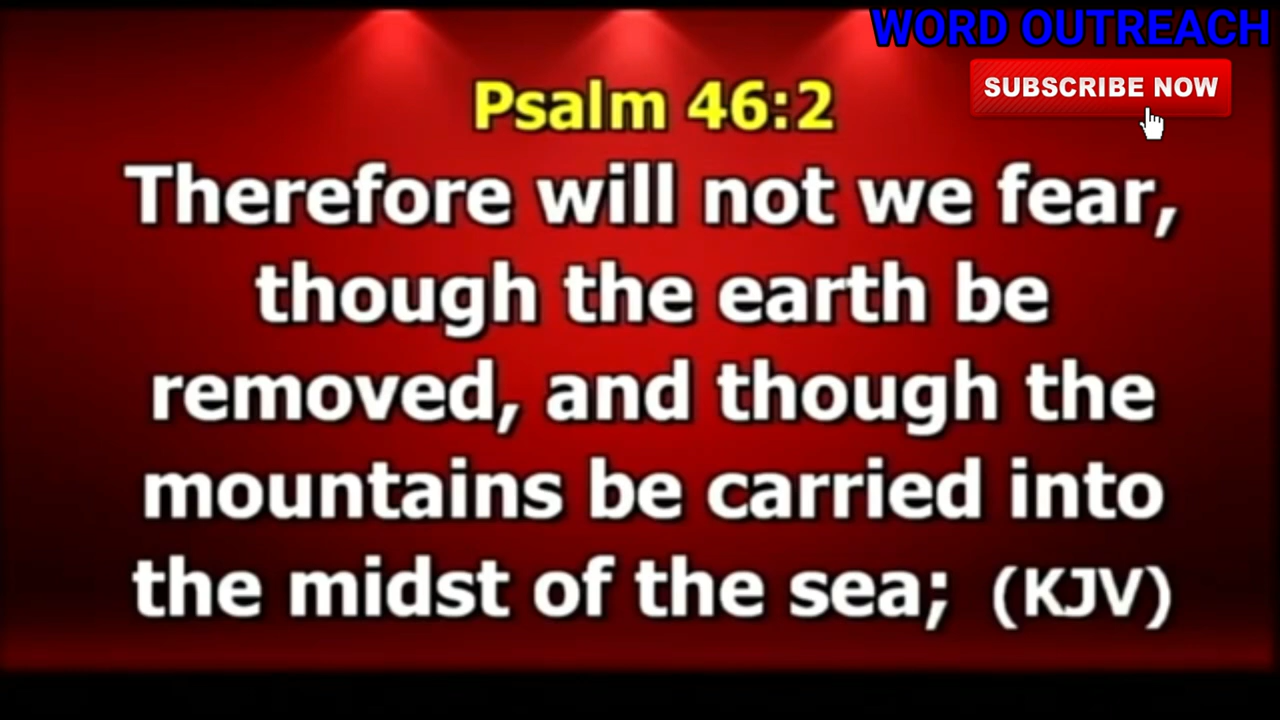 WORD OUTREACH
SUBSCRIBE NOW
Psalm 46:2
Therefore will not we fear,
though the earth be
removed, and though the
mountains be carried into
the midst of the sea; (KJV)